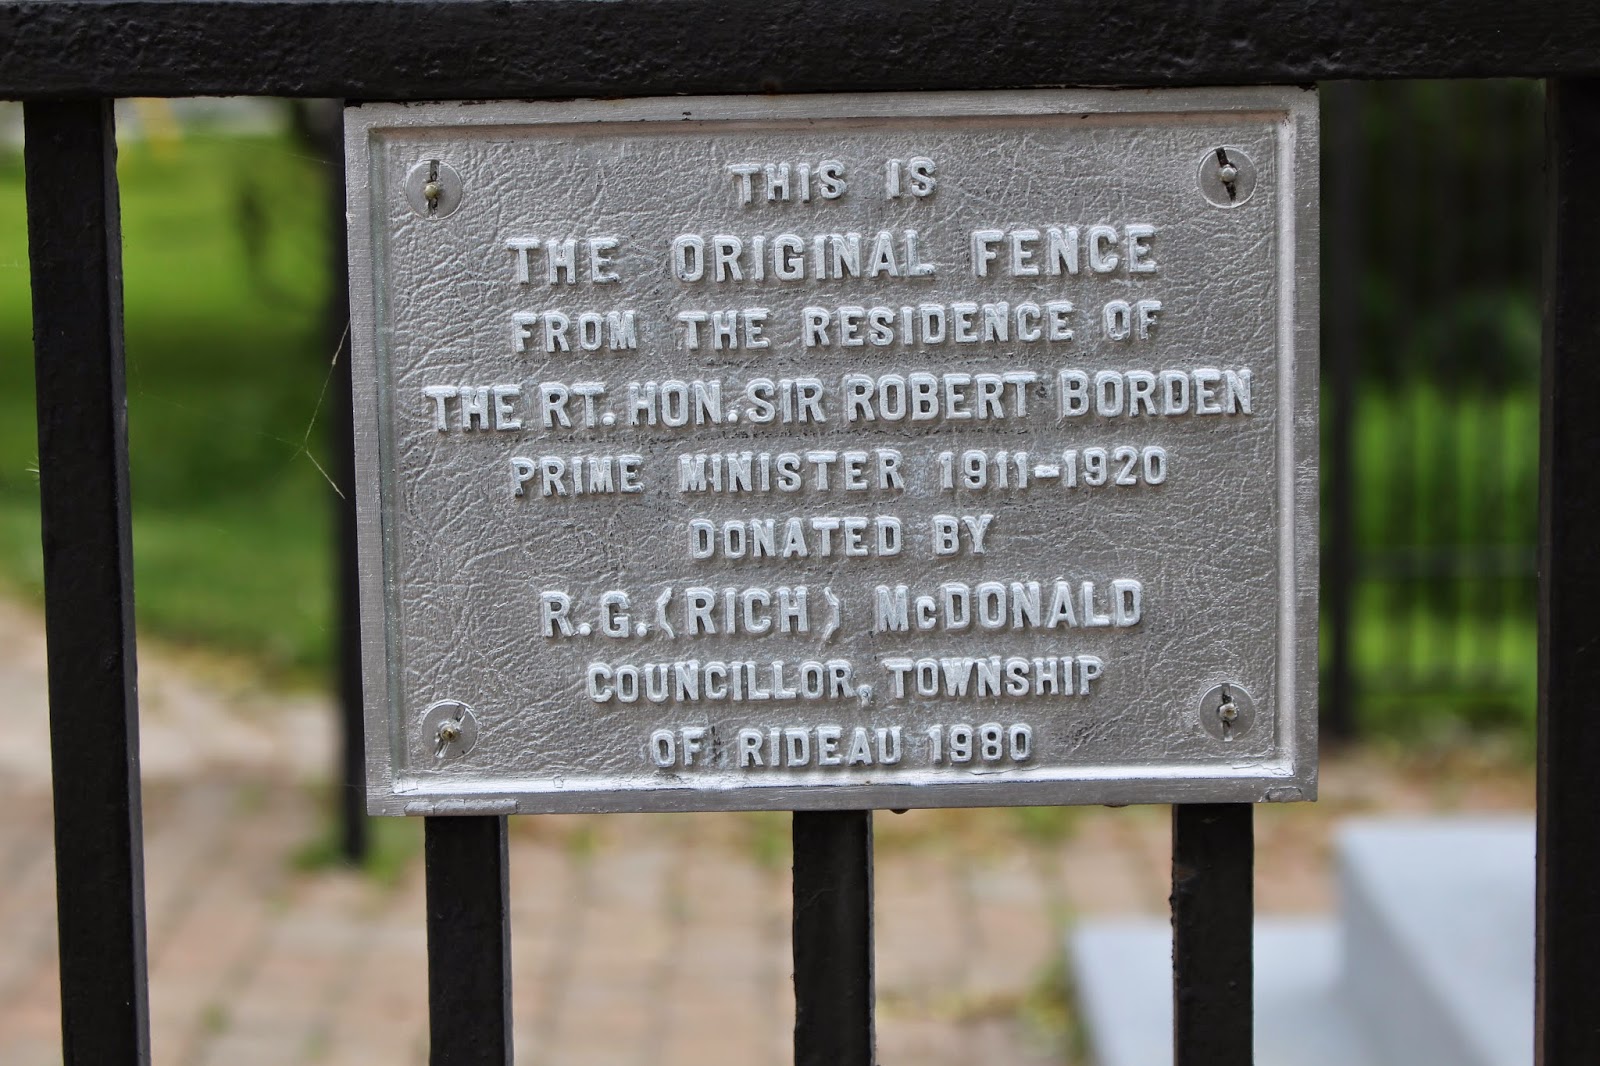 THIS IS
THE ORIGINAL FENCE
FROM THE RESIDENCE OF
THE RT. HON. SIR ROBERT BORDEN
PRIME MINISTER 1911-1920
DONATED BY
R.G. (RICH) McDONALD
COUNCILLOR, TOWNSHIP
OF RIDEAU 1980